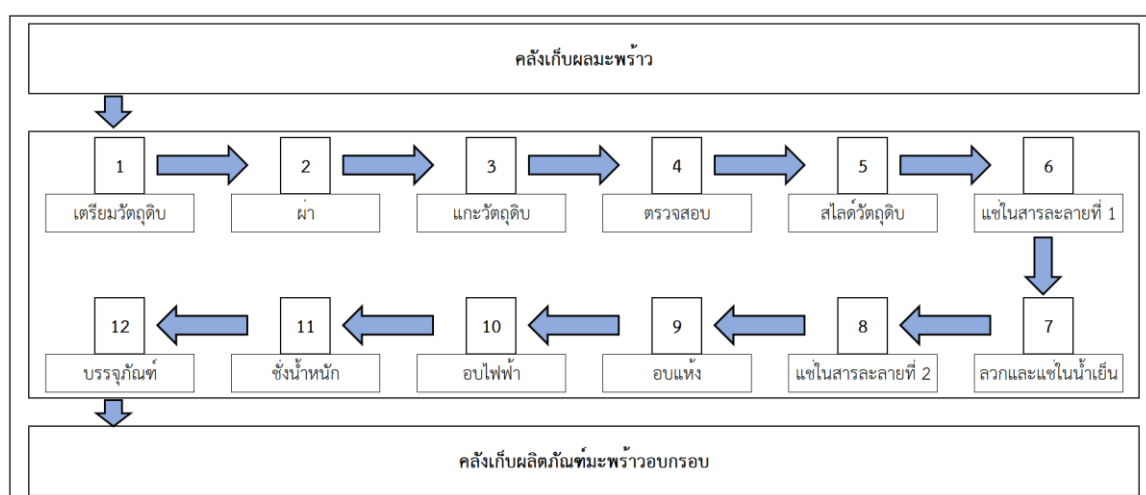 คลังเก็บผลมะพร้าว
1 2 3 4 5 6
เตรียมวัตถุดิบ ผ่า แกะวัตถุดิบ ตรวจสอบ สไลด์วัตถุดิบ แช่ในสารละลายที่ 1
12 11 10 9 8 7
บรรจุภัณฑ์ ชั่งน้ำหนัก อบไฟฟ้า อบแห้ง แช่ในสารละลายที่ 2 ลวกและแช่ในน้ำเย็น
คลังเก็บผลิตภัณฑ์มะพร้าวอบกรอบ